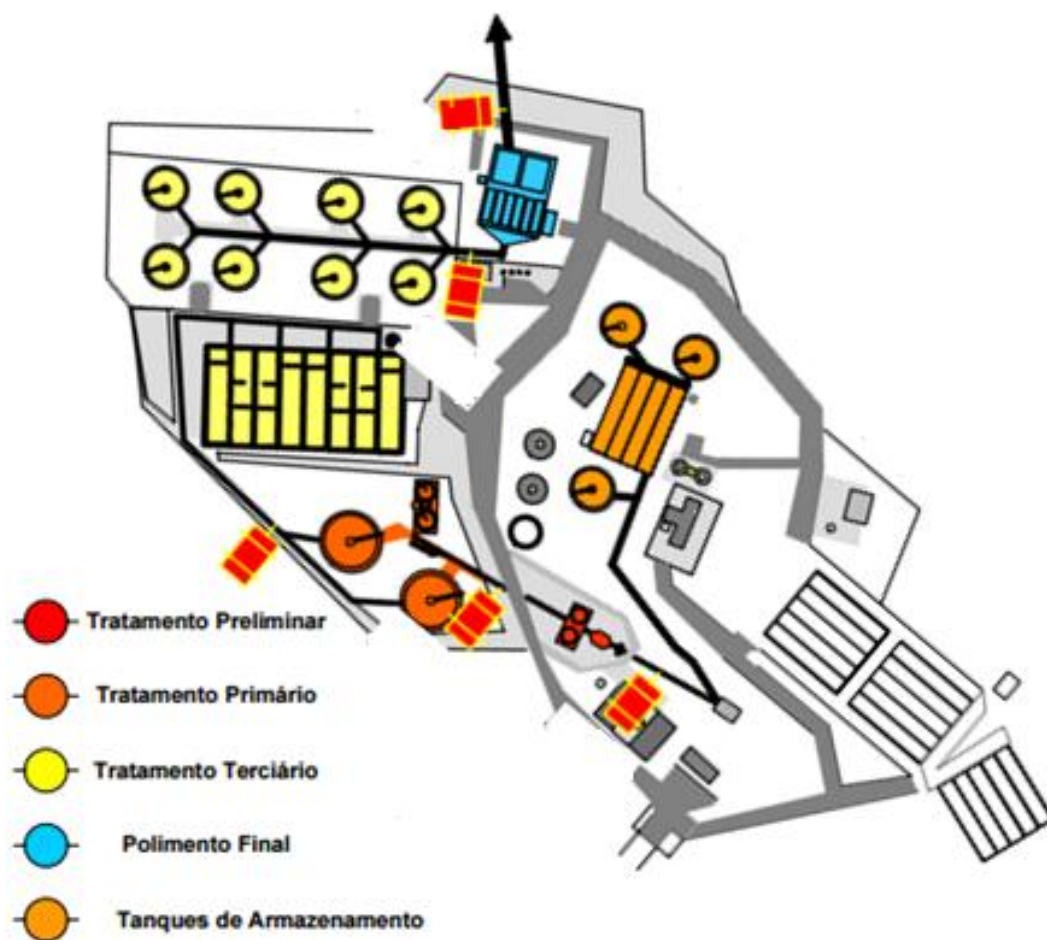 Tratamento Preliminar
Tratamento Primário
Tratamento Terciário
Polimento Final
Tanques de Armazenamento